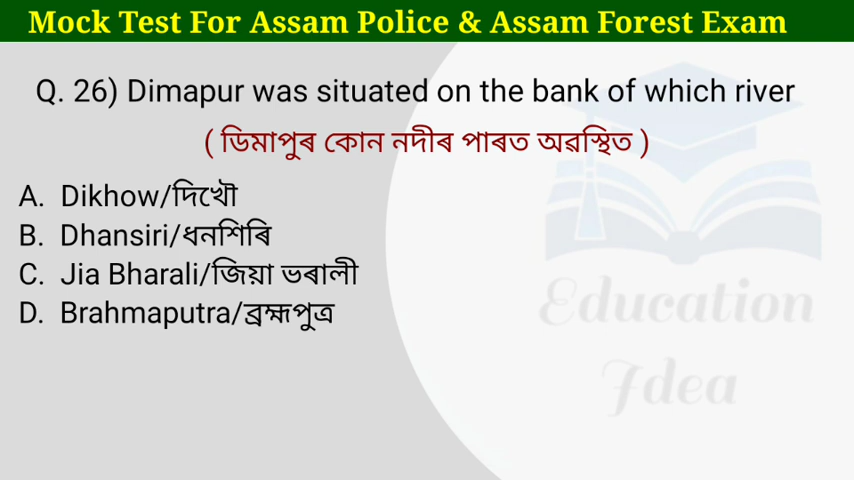 Mock Test For Assam Police & Assam Forest Exam
Q. 26) Dimapur was situated on the bank of which river
( ডিমাপুৰ কোন নদীৰ পাৰত অৱস্থিত )
A. Dikhow/দিখৌ
B. Dhansiri/ধনশিৰি
C. Jia Bharali/জিয়া ভৰালী
D. Brahmaputra/ব্ৰহ্মপুত্ৰ
Education
Idea